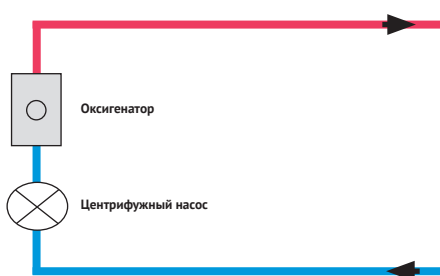 Оксигенатор
Центрифужный насос